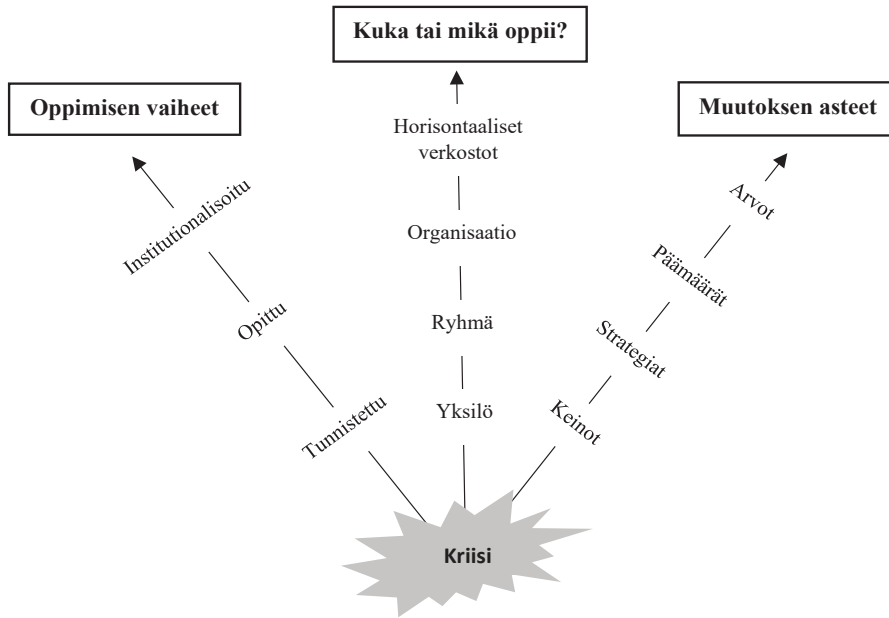 Kuka tai mikä oppii?
Oppimisen vaiheet
Muutoksen asteet
Horisontaaliset
verkostot
Institutionalisoitu
Arvot
Organisaatio
Päämäärät
Opittu
Ryhmä
Strategiat
Tunnistettu
Yksilö
Keinot
Kriisi